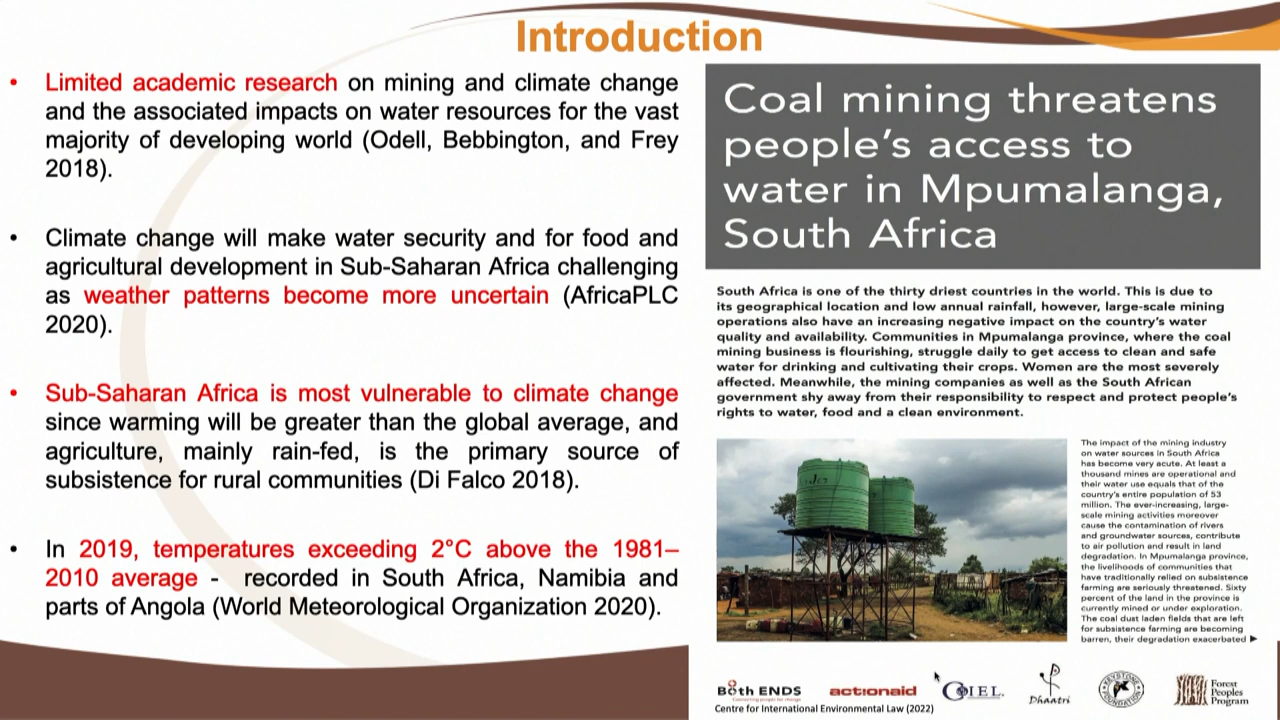 Introduction
• Limited academic research on mining and climate change
and the associated impacts on water resources for the vast
majority of developing world (Odell, Bebbington, and Frey
2018).
• Climate change will make water security and for food and
agricultural development in Sub-Saharan Africa challenging
as weather patterns become more uncertain (AfricaPLC
2020).
• Sub-Saharan Africa is most vulnerable to climate change
since warming will be greater than the global average, and
agriculture, mainly rain-fed, is the primary source of
subsistence for rural communities (Di Falco 2018).
• In 2019, temperatures exceeding 2°C above the 1981–
2010 average - recorded in South Africa, Namibia and
parts of Angola (World Meteorological Organization 2020).
Coal mining threatens
people's access to
water in Mpumalanga,
South Africa
South Africa is one of the thirty driest countries in the world. This is due to
its geographical location and low annual rainfall, however, large-scale mining
operations also have an increasing negative impact on the country's water
quality and availability. Communities in Mpumalanga province, where the coal
mining business is flourishing, struggle daily to get access to clean and safe
water for drinking and cultivating their crops. Women are the most severely
affected. Meanwhile, the mining companies as well as the South African
government shy away from their responsibility to respect and protect people's
rights to water, food and a clean environment.
The impact of the mining industry
on water sources in South Africa
has become very acute. At least a
thousand mines are operational and
their water use equals that of the
country's entire population of 53
million. The ever-increasing, large-
scale mining activities moreover
cause the contamination of rivers
and groundwater sources, contribute
to air pollution and result in land
degradation. In Mpumalanga province,
the livelihoods of communities that
have traditionally relied on subsistence
farming are seriously threatened. Sixty
percent of the land in the province is
currently mined or under exploration.
The coal dust laden fields that are left
for subsistence farming are becoming
barren, their degradation exacerbated ▶
JoJo
Both ENDS
Connecting people for change
actionaid
CIEL
Dhaatri
KEYSTONE
FOUNDATION
Forest
Peoples
Program
Centre for International Environmental Law (2022)